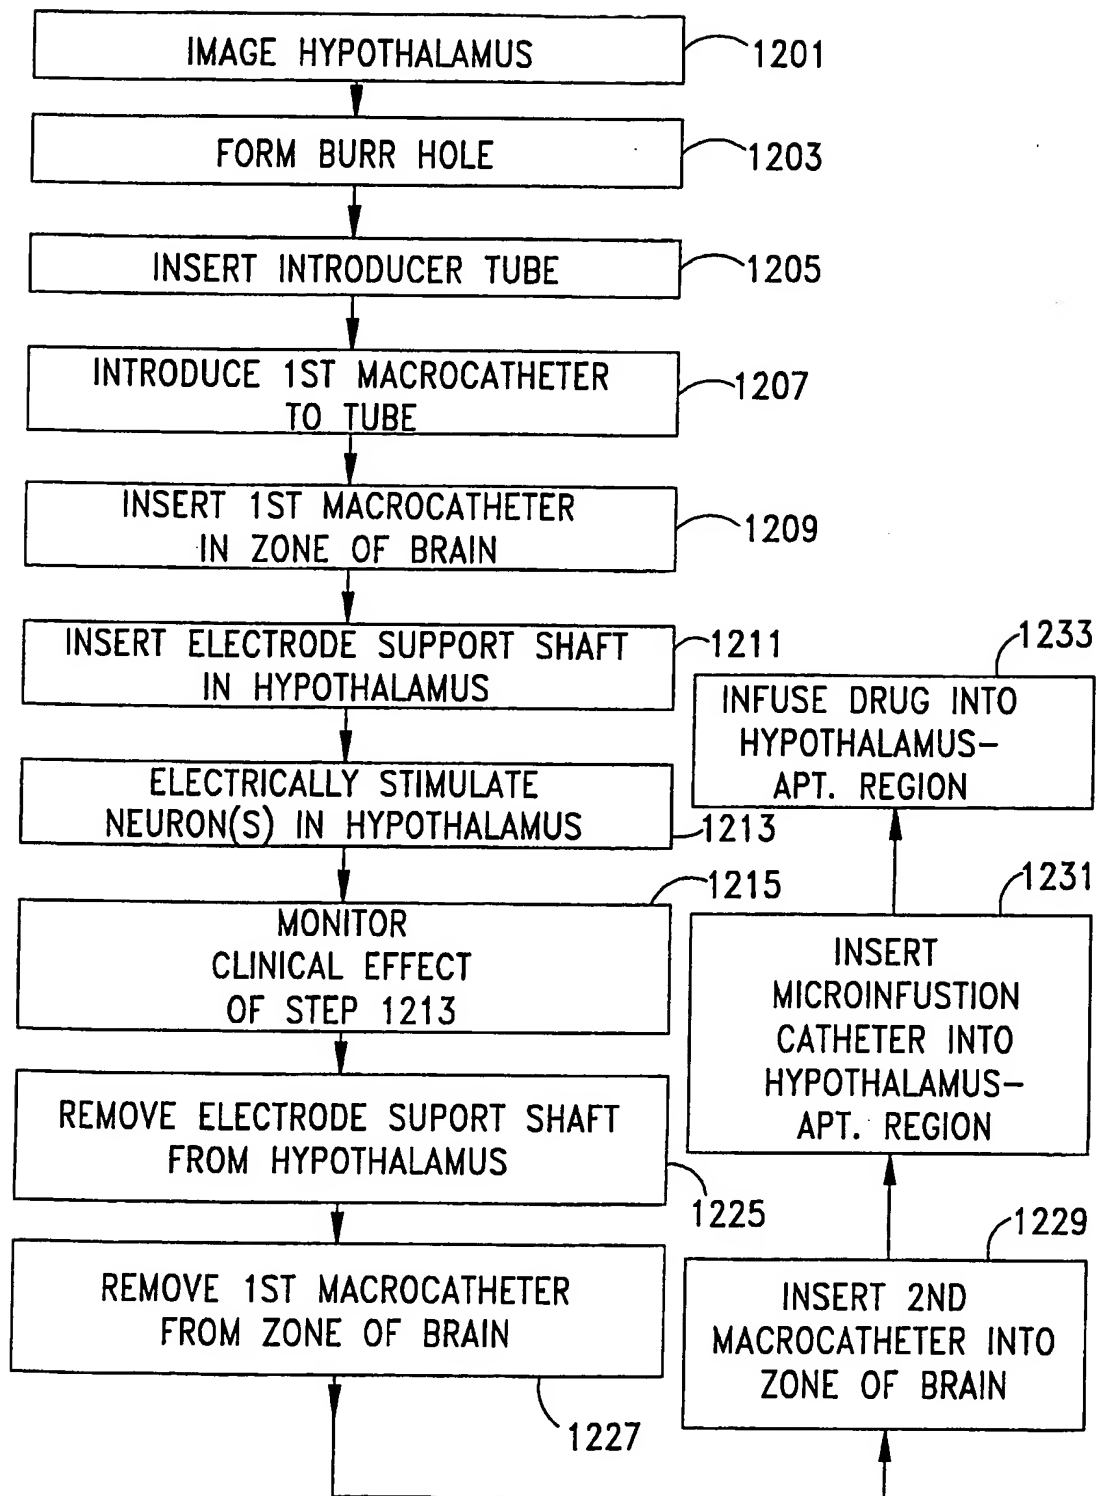 IMAGE HYPOTHALAMUS
1201
FORM BURR HOLE
1203
INSERT INTRODUCER TUBE
1205
INTRODUCE 1ST MACROCATHETER
TO TUBE
1207
INSERT 1ST MACROCATHETER
IN ZONE OF BRAIN
1209
INSERT ELECTRODE SUPPORT SHAFT
IN HYPOTHALAMUS
1211
ELECTRICALLY STIMULATE
NEURON(S) IN HYPOTHALAMUS
1213
MONITOR
CLINICAL EFFECT
OF STEP 1213
1215
REMOVE ELECTRODE SUPORT SHAFT
FROM HYPOTHALAMUS
1225
REMOVE 1ST MACROCATHETER
FROM ZONE OF BRAIN
1227
INSERT 2ND
MACROCATHETER INTO
ZONE OF BRAIN
1229
INSERT
MICROINFUSTION
CATHETER INTO
HYPOTHALAMUS-
APT. REGION
1231
INFUSE DRUG INTO
HYPOTHALAMUS-
APT. REGION
1233